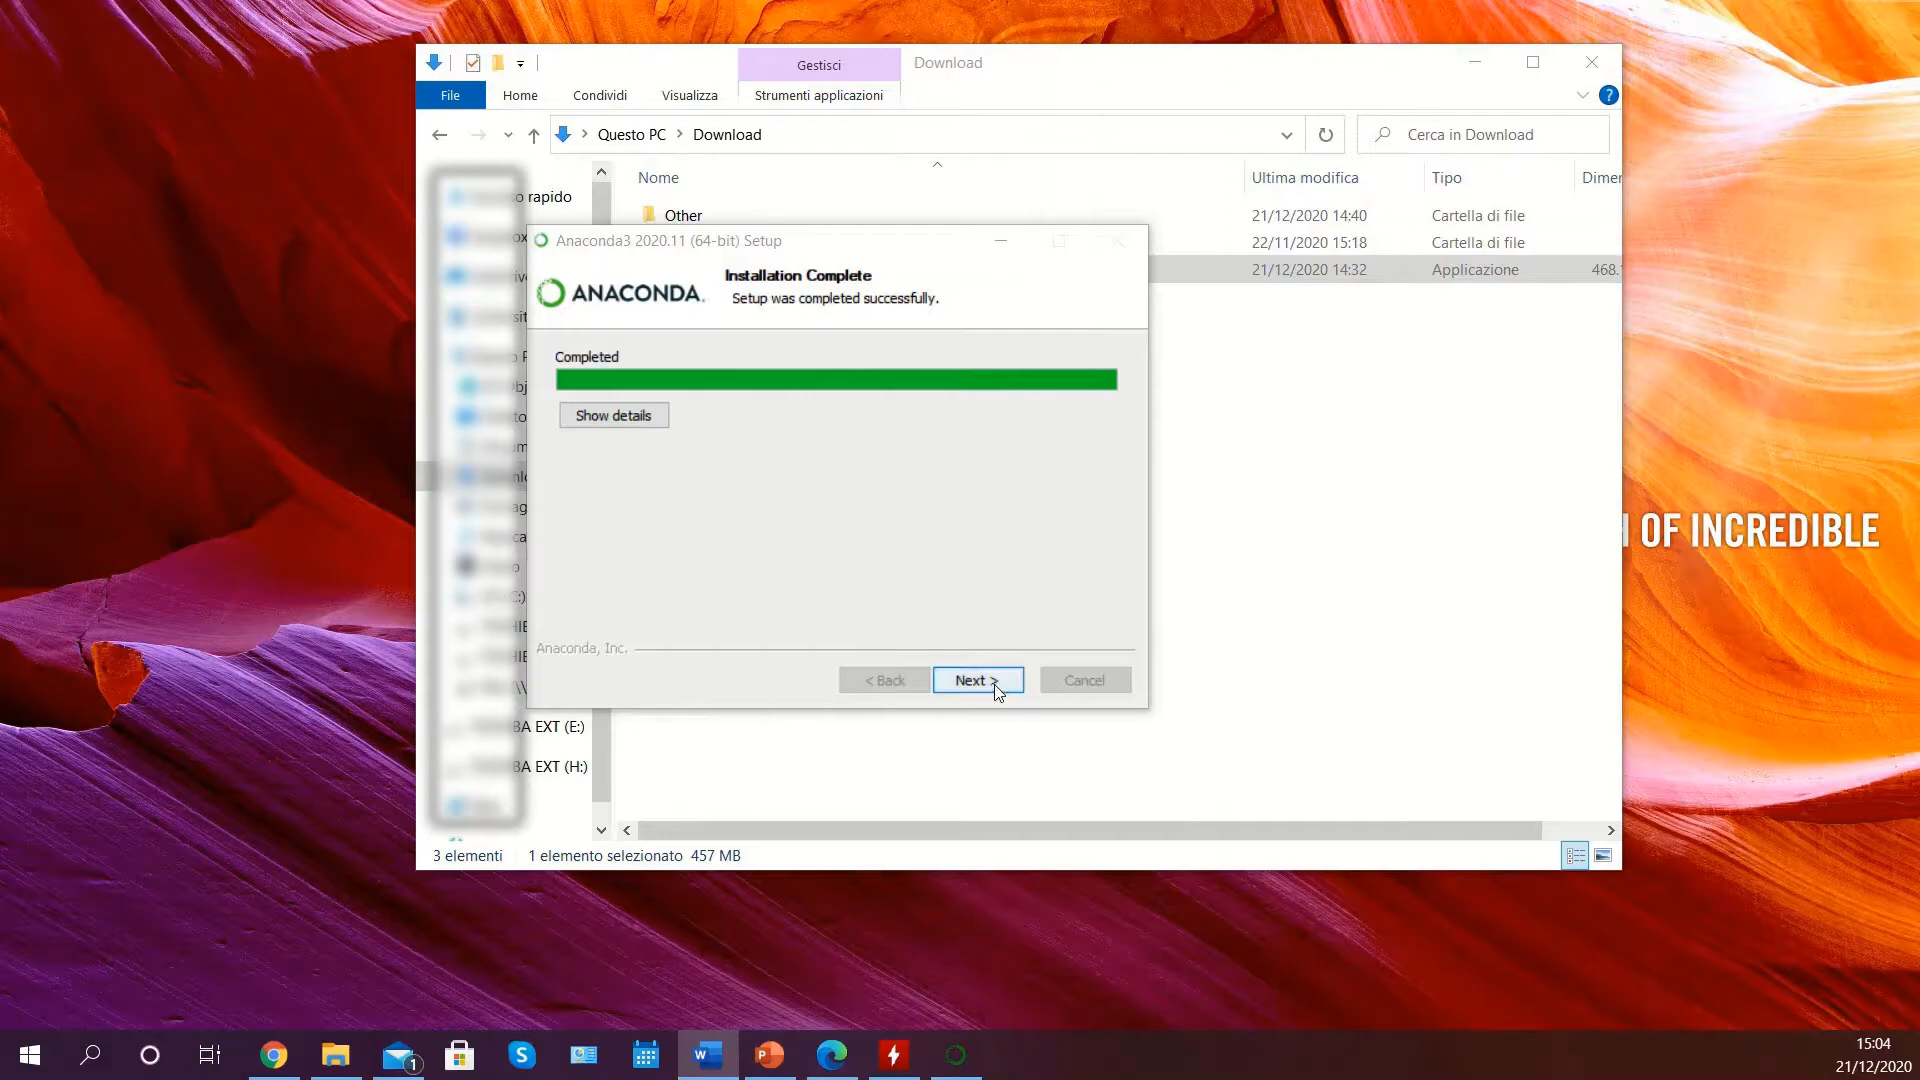 Gestisci
Download
File
Home
Condividi
Visualizza
Strumenti applicazioni
?
Questo PC
Download
Cerca in Download
Nome
Ultima modifica
Tipo
Dimen
o rapido
Other
21/12/2020 14:40
Cartella di file
22/11/2020 15:18
Cartella di file
21/12/2020 14:32
Applicazione
468.
Anaconda3 2020.11 (64-bit) Setup
ANACONDA.
Installation Complete
Setup was completed successfully.
Completed
Show details
Anaconda, Inc.
< Back
Next >
Cancel
BA EXT (E:)
BA EXT (H:)
3 elementi
1 elemento selezionato 457 MB
OF INCREDIBLE
1
15:04
21/12/2020